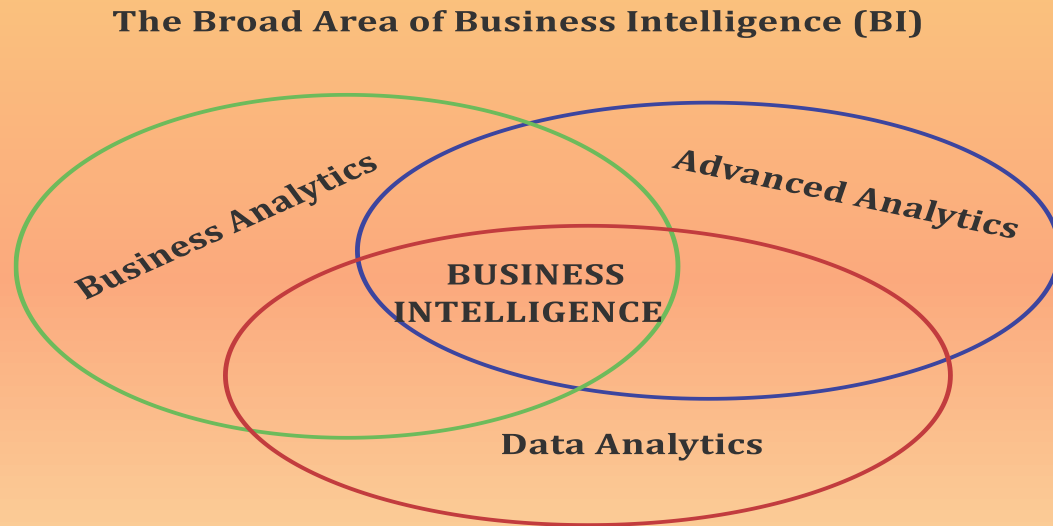 The Broad Area of Business Intelligence (BI)
Business Analytics
Advanced Analytics
BUSINESS
INTELLIGENCE
Data Analytics